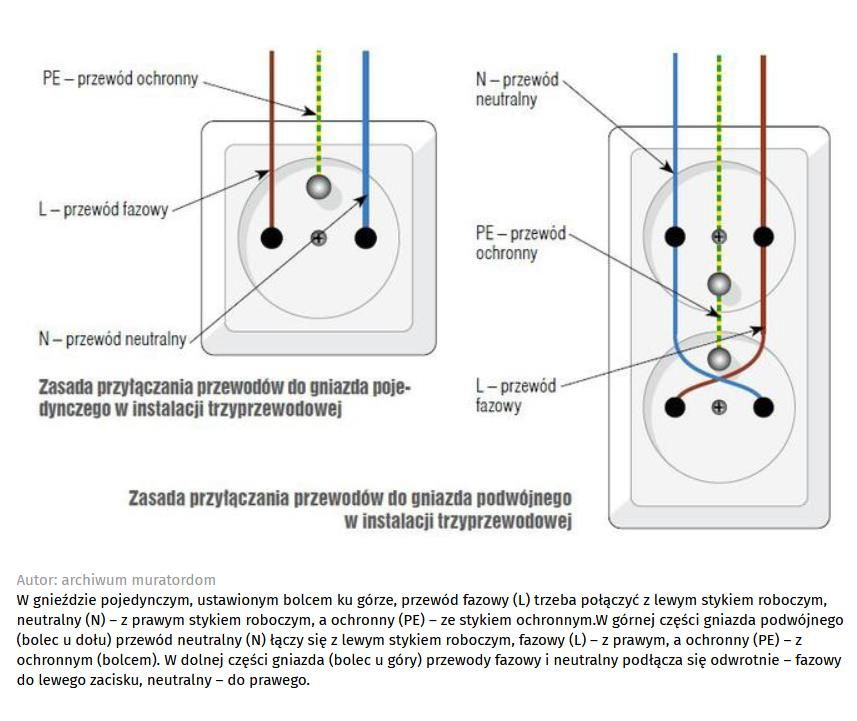 PE – przewód ochronny
L – przewód fazowy
N – przewód neutralny
Zasada przyłączania przewodów do gniazda poje-
dynczego w instalacji trzyprzewodowej
N – przewód
neutralny
PE – przewód
ochronny
L – przewód
fazowy
Zasada przyłączania przewodów do gniazda podwójnego
w instalacji trzyprzewodowej
Autor: archiwum muratordom
W gnieździe pojedynczym, ustawionym bolcem ku górze, przewód fazowy (L) trzeba połączyć z lewym stykiem roboczym,
neutralny (N) – z prawym stykiem roboczym, a ochronny (PE) – ze stykiem ochronnym.W górnej części gniazda podwójnego
(bolec u dołu) przewód neutralny (N) łączy się z lewym stykiem roboczym, fazowy (L) – z prawym, a ochronny (PE) – z
ochronnym (bolcem). W dolnej części gniazda (bolec u góry) przewody fazowy i neutralny podłącza się odwrotnie – fazowy
do lewego zacisku, neutralny – do prawego.